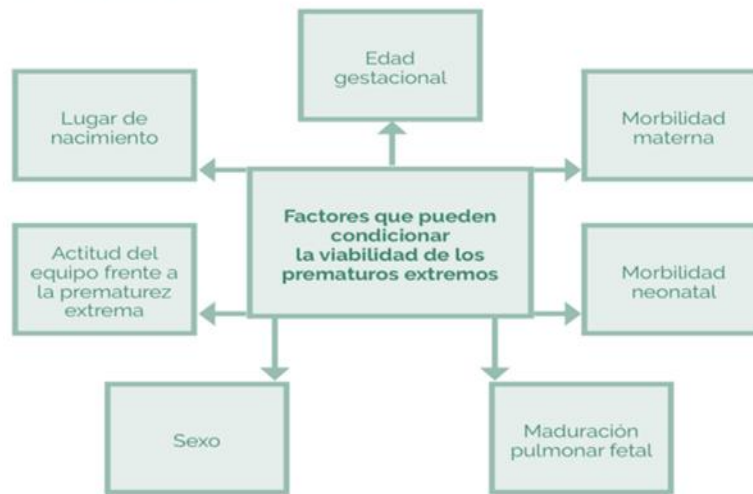 Edad
gestacional
Lugar de
nacimiento
Morbilidad
materna
Factores que pueden
condicionar
la viabilidad de los
prematuros extremos
Actitud del
equipo frente a
la prematurez
extrema
Morbilidad
neonatal
Sexo
Maduración
pulmonar fetal